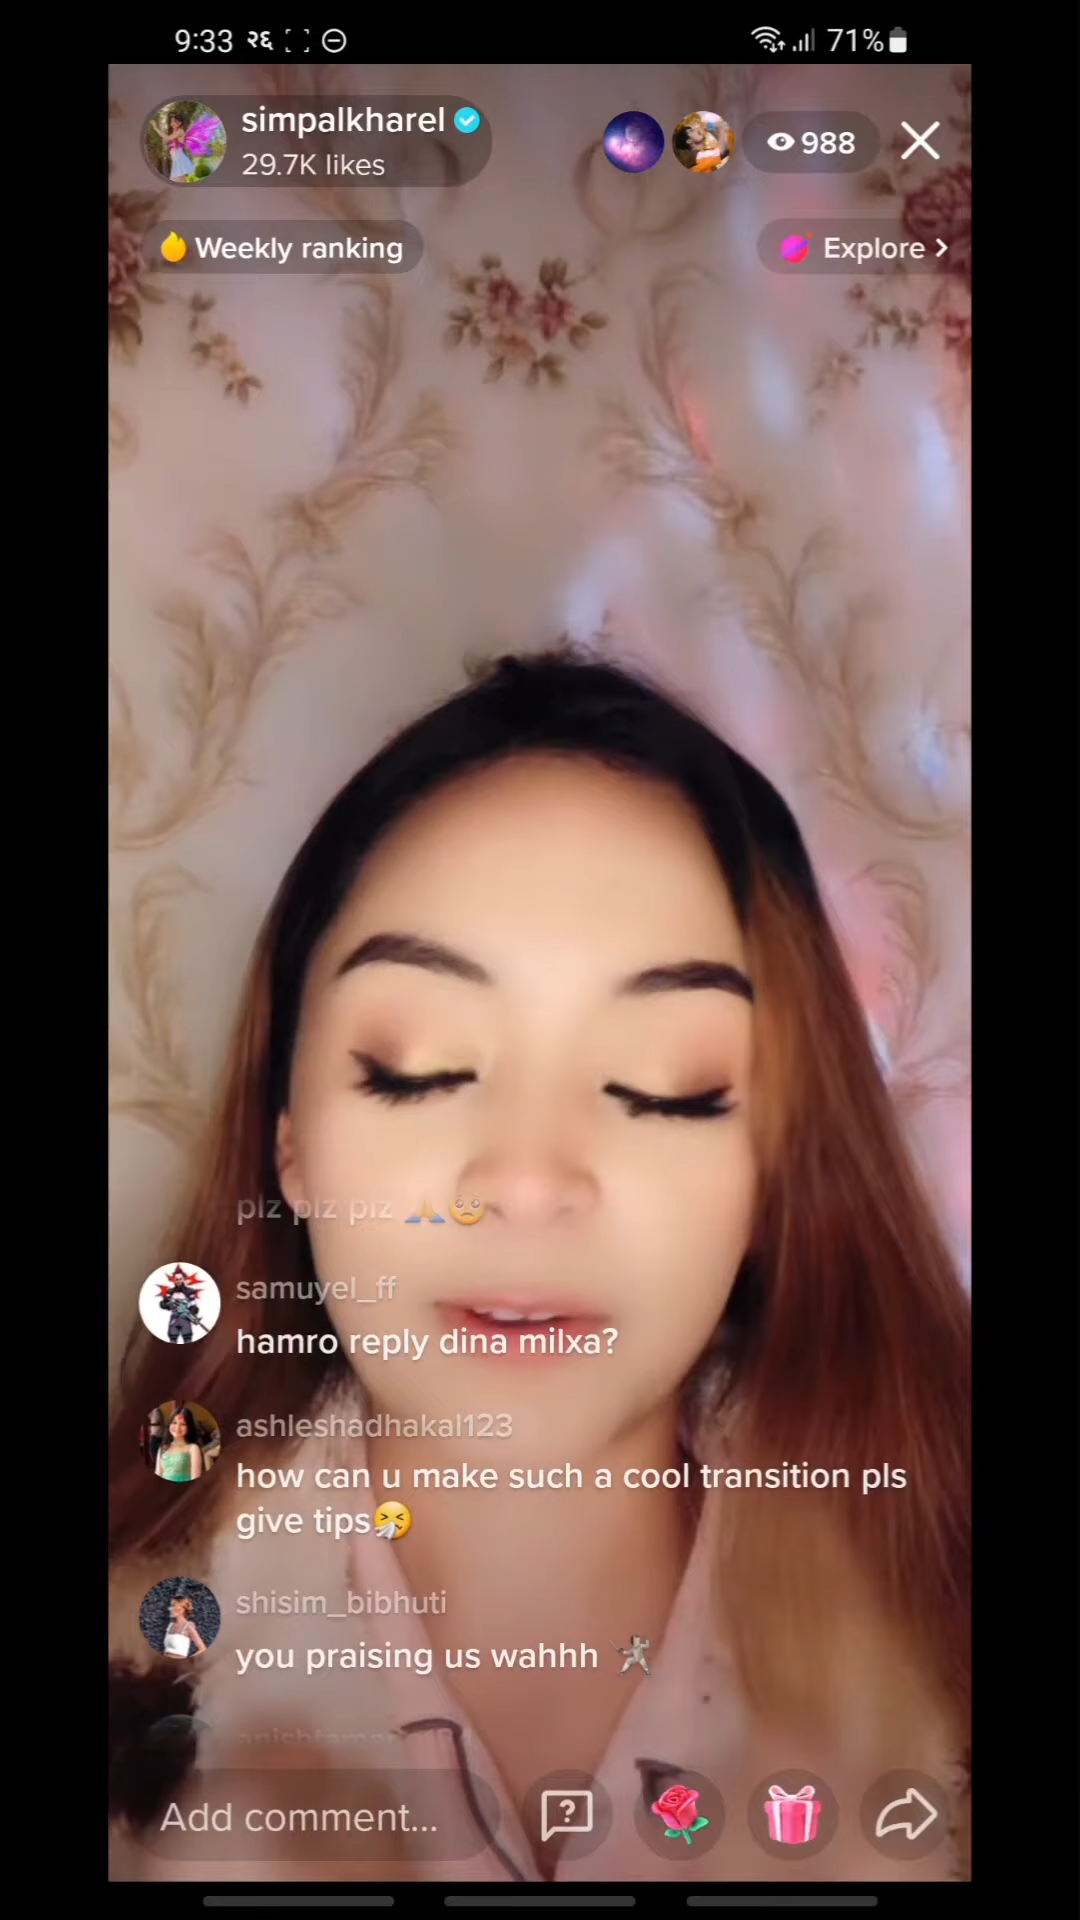 9:33 २६ 71%
simpalkharel
29.7K likes
988
Weekly ranking
Explore >
plz plz plz 🙏🥺
samuyel_ff
hamro reply dina milxa?
ashleshadhakal123
how can u make such a cool transition pls
give tips🤧
shisim_bibhuti
you praising us wahhh 🤺
Add comment...